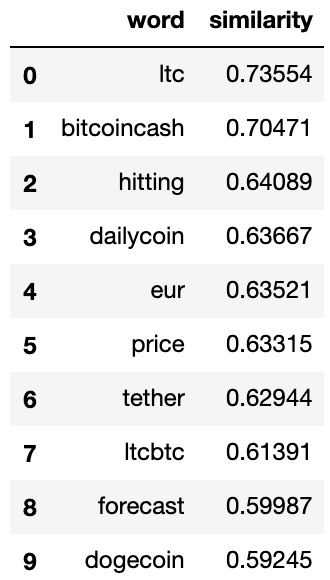 word similarity
0 ltc 0.73554
1 bitcoincash 0.70471
2 hitting 0.64089
3 dailycoin 0.63667
4 eur 0.63521
5 price 0.63315
6 tether 0.62944
7 ltcbtc 0.61391
8 forecast 0.59987
9 dogecoin 0.59245